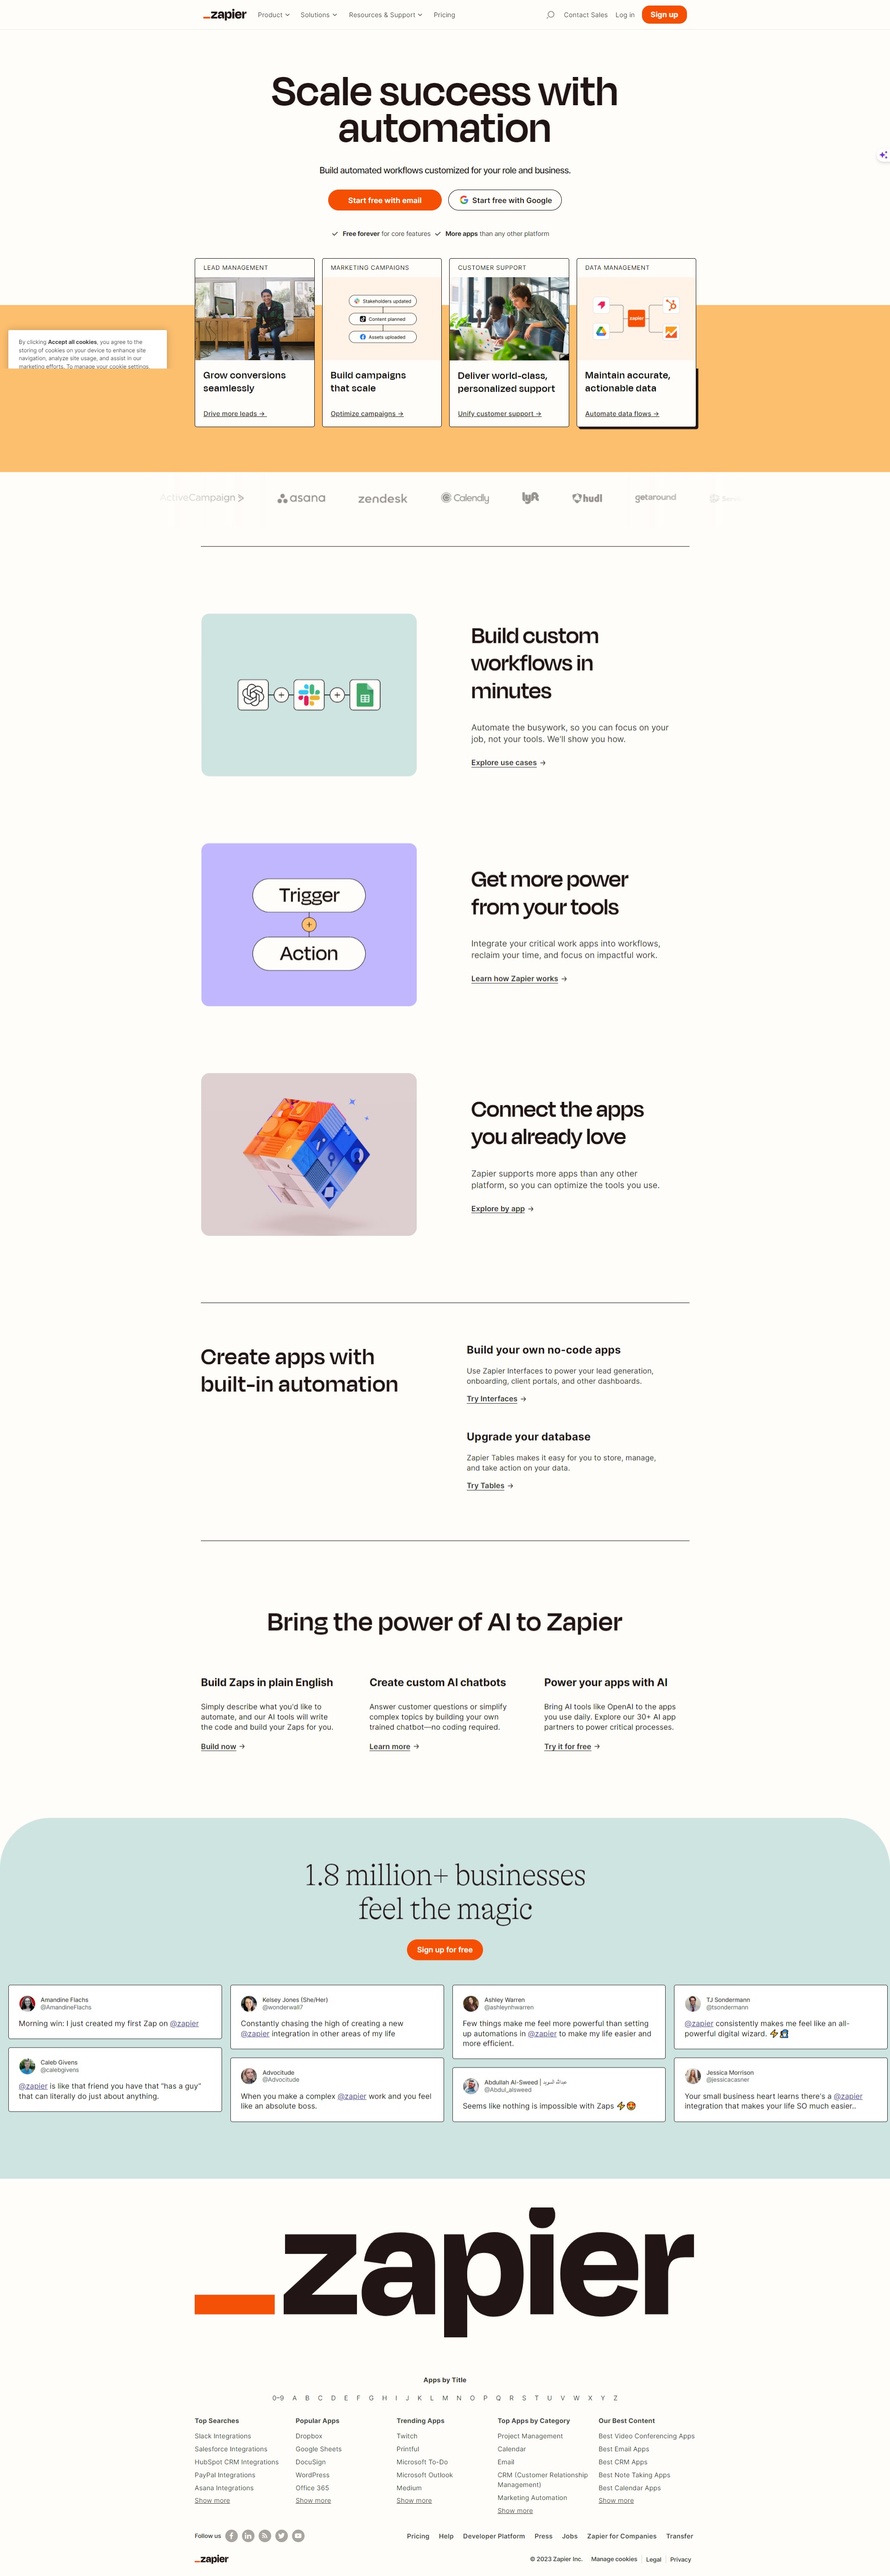 zapier Product Solutions Resources & Support Pricing Contact Sales Log in Sign up
Scale success with
automation
Build automated workflows customized for your role and business.
Start free with email Start free with Google
Free forever for core features More apps than any other platform
LEAD MANAGEMENT
Grow conversions
seamlessly
Drive more leads →
MARKETING CAMPAIGNS
Stakeholders updated
Content planned
Assets uploaded
Build campaigns
that scale
Optimize campaigns →
CUSTOMER SUPPORT
Deliver world-class,
personalized support
Unify customer support →
DATA MANAGEMENT
zapier
Maintain accurate,
actionable data
Automate data flows →
By clicking Accept all cookies, you agree to the
storing of cookies on your device to enhance site
navigation, analyze site usage, and assist in our
marketing efforts. To manage your cookie settings,
ActiveCampaign > asana zendesk Calendly lyft hudl getaround
Build custom
workflows in
minutes
Automate the busywork, so you can focus on your
job, not your tools. We'll show you how.
Explore use cases →
Trigger
+
Action
Get more power
from your tools
Integrate your critical work apps into workflows,
reclaim your time, and focus on impactful work.
Learn how Zapier works →
Connect the apps
you already love
Zapier supports more apps than any other
platform, so you can optimize the tools you use.
Explore by app →
Create apps with
built-in automation
Build your own no-code apps
Use Zapier Interfaces to power your lead generation,
onboarding, client portals, and other dashboards.
Try Interfaces →
Upgrade your database
Zapier Tables makes it easy for you to store, manage,
and take action on your data.
Try Tables →
Bring the power of AI to Zapier
Build Zaps in plain English
Simply describe what you'd like to
automate, and our AI tools will write
the code and build your Zaps for you.
Build now →
Create custom AI chatbots
Answer customer questions or simplify
complex topics by building your own
trained chatbot—no coding required.
Learn more →
Power your apps with AI
Bring AI tools like OpenAI to the apps
you use daily. Explore our 30+ AI app
partners to power critical processes.
Try it for free →
1.8 million+ businesses
feel the magic
Sign up for free
Amandine Flachs
@AmandineFlachs
Morning win: I just created my first Zap on @zapier
Caleb Givens
@calebgivens
@zapier is like that friend you have that "has a guy"
that can literally do just about anything.
Kelsey Jones (She/Her)
@wonderwall7
Constantly chasing the high of creating a new
@zapier integration in other areas of my life
Advocitude
@Advocitude
When you make a complex @zapier work and you feel
like an absolute boss.
Ashley Warren
@ashleynhwarren
Few things make me feel more powerful than setting
up automations in @zapier to make my life easier and
more efficient.
Abdullah Al-Sweed | عبدالله السويد
@Abdul_alsweed
Seems like nothing is impossible with Zaps ⚡🤩
TJ Sondermann
@tsondermann
@zapier consistently makes me feel like an all-
powerful digital wizard. ⚡
Jessica Morrison
@jessicacasner
Your small business heart learns there's a @zapier
integration that makes your life SO much easier..
zapier
Apps by Title
0-9 A B C D E F G H I J K L M N O P Q R S T U V W X Y Z
Top Searches
Slack Integrations
Salesforce Integrations
HubSpot CRM Integrations
PayPal Integrations
Asana Integrations
Show more
Popular Apps
Dropbox
Google Sheets
DocuSign
WordPress
Office 365
Show more
Trending Apps
Twitch
Printful
Microsoft To-Do
Microsoft Outlook
Medium
Show more
Top Apps by Category
Project Management
Calendar
Email
CRM (Customer Relationship
Management)
Marketing Automation
Show more
Our Best Content
Best Video Conferencing Apps
Best Email Apps
Best CRM Apps
Best Note Taking Apps
Best Calendar Apps
Show more
Follow us Pricing Help Developer Platform Press Jobs Zapier for Companies Transfer
zapier © 2023 Zapier Inc. Manage cookies Legal Privacy